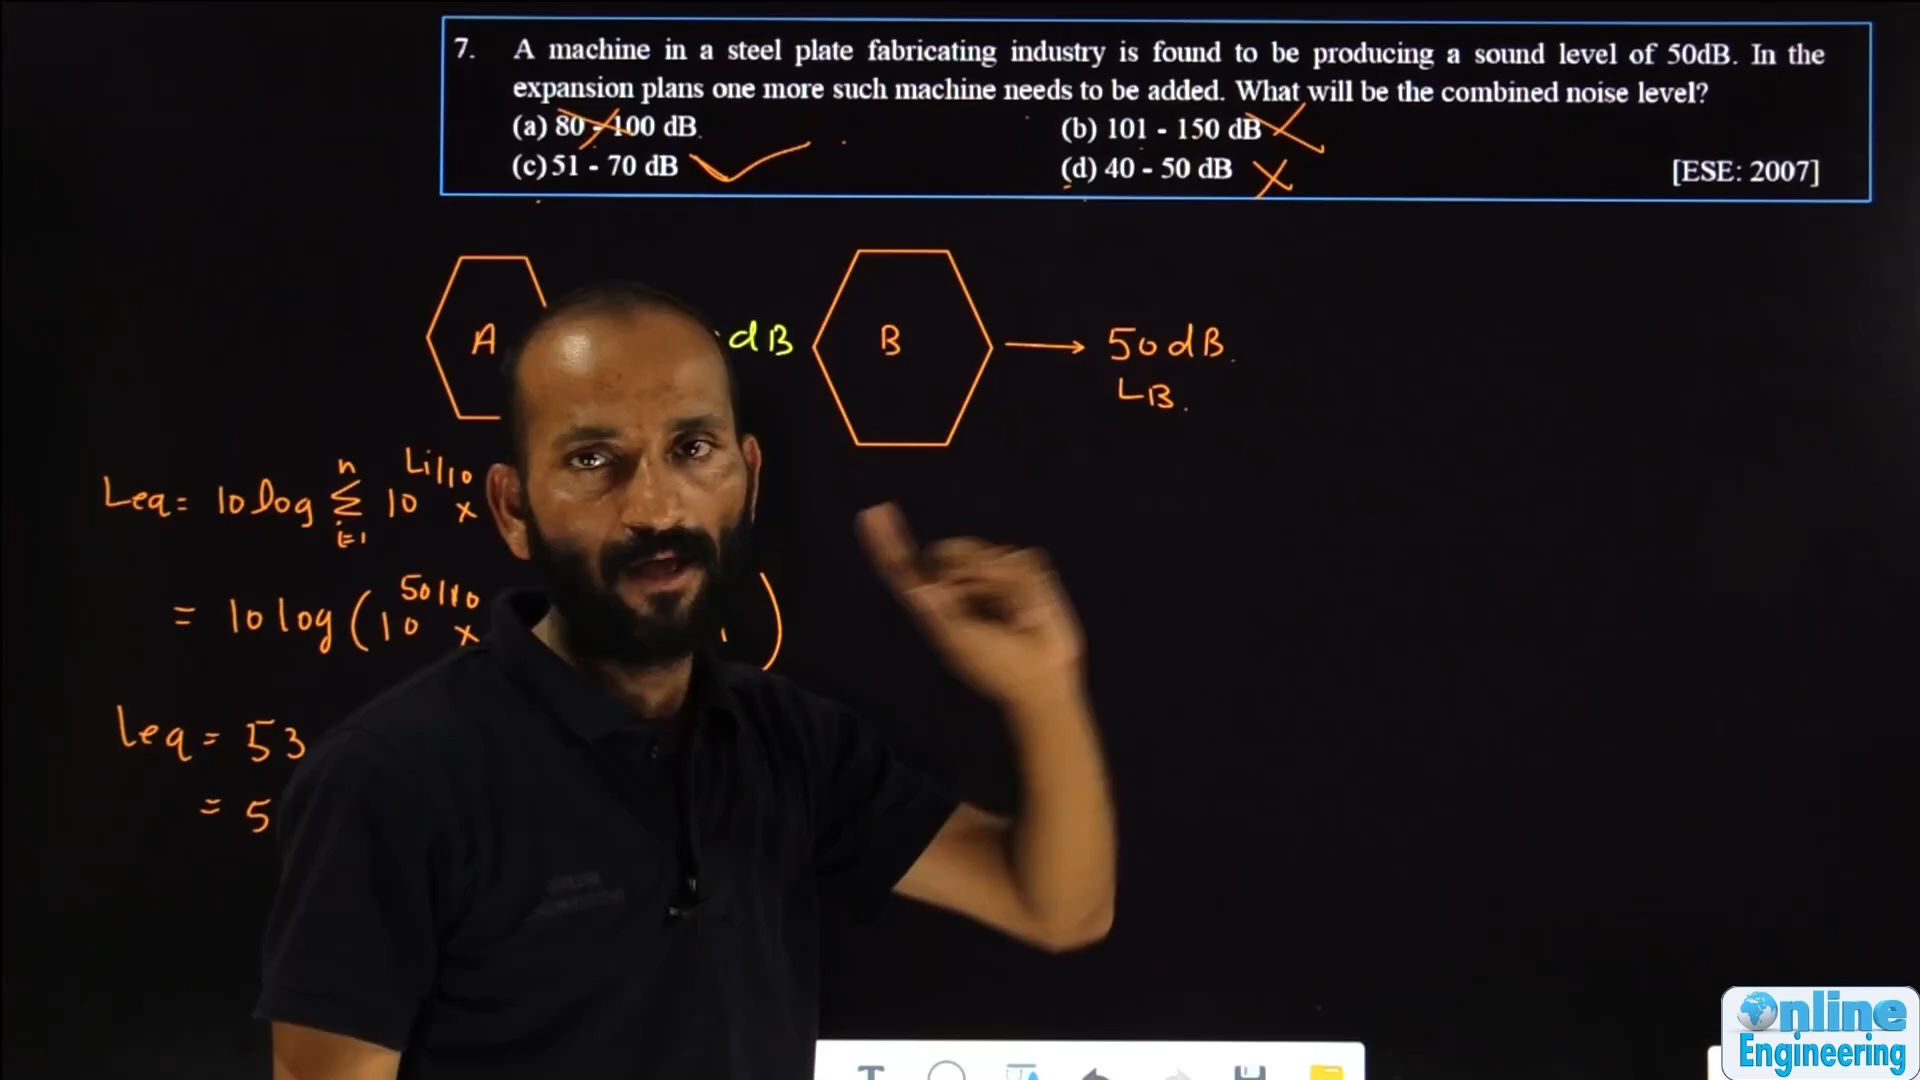 7. A machine in a steel plate fabricating industry is found to be producing a sound level of 50dB. In the
expansion plans one more such machine needs to be added. What will be the combined noise level?
(a) 80 - 100 dB (b) 101 - 150 dB
(c) 51 - 70 dB (d) 40 - 50 dB [ESE: 2007]
A dB B 50dB.
LB.
Leq = 10 log Σ 10 Li/10 x
n
i=1
= 10 log ( 10 50/10 x 1 )
Leq = 53
= 5
Online
Engineering